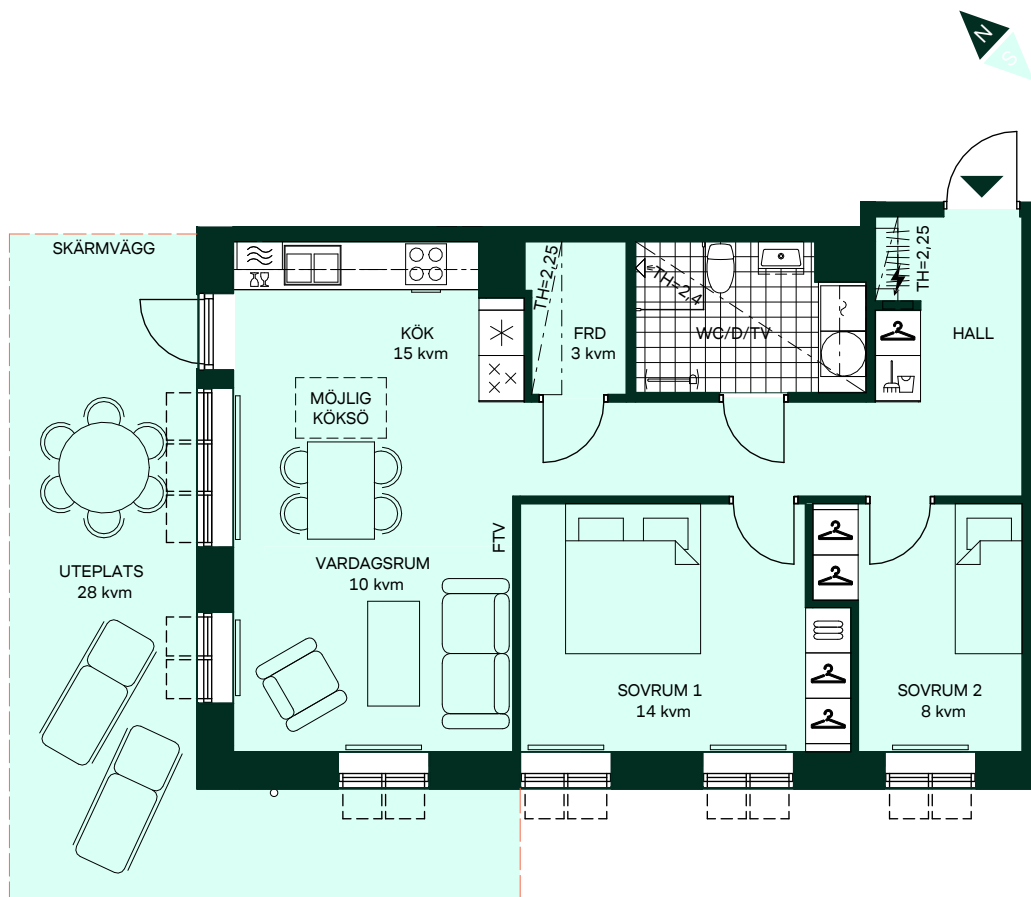 N
S
SKÄRMVÄGG
TH=2,25
TH=2,4
TH=2,25
KÖK
15 kvm
FRD
3 kvm
WC/D/TV
HALL
MÖJLIG
KÖKSÖ
FTV
UTEPLATS
28 kvm
VARDAGSRUM
10 kvm
SOVRUM 1
14 kvm
SOVRUM 2
8 kvm